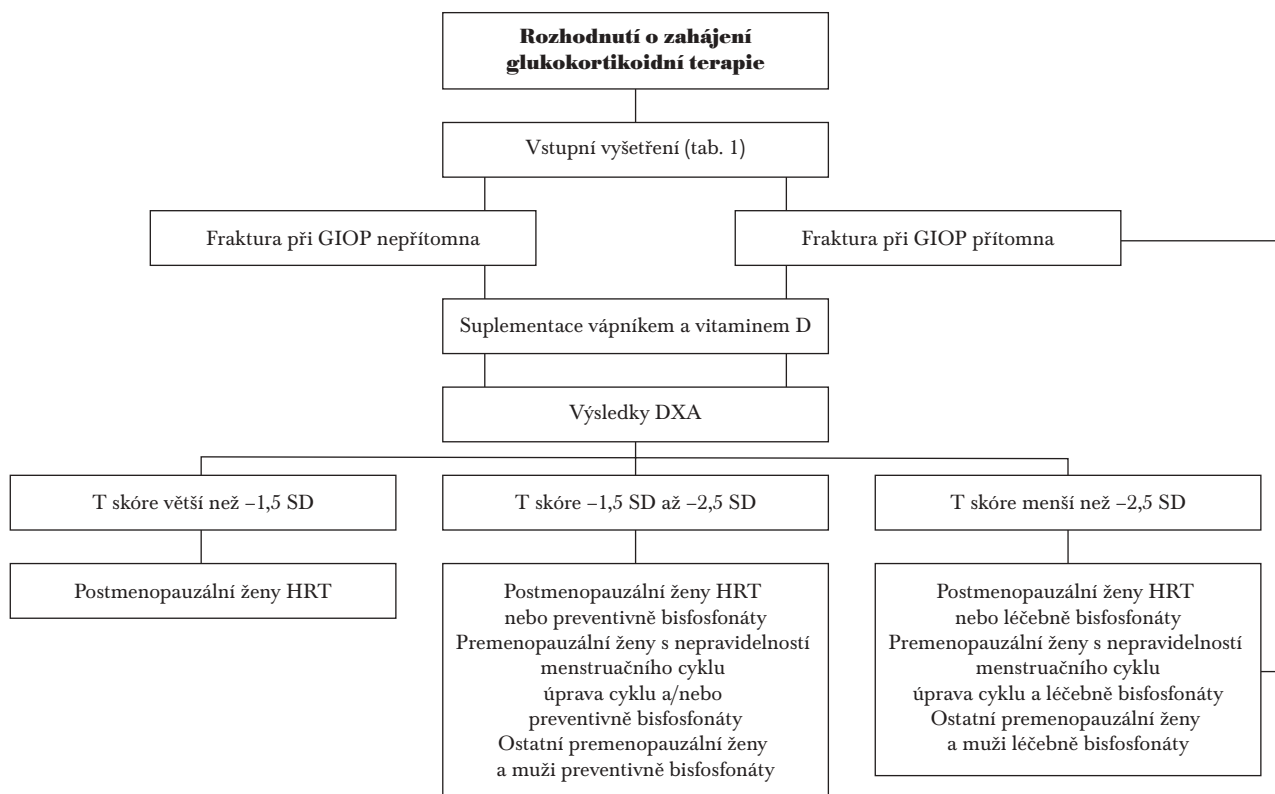 Rozhodnutí o zahájení
glukokortikoidní terapie
Vstupní vyšetření (tab. 1)
Fraktura při GIOP nepřítomna
Fraktura při GIOP přítomna
Suplementace vápníkem a vitaminem D
Výsledky DXA
T skóre větší než –1,5 SD
T skóre –1,5 SD až –2,5 SD
T skóre menší než –2,5 SD
Postmenopauzální ženy HRT
Postmenopauzální ženy HRT
nebo preventivně bisfosfonáty
Premenopauzální ženy s nepravidelností
menstruačního cyklu
úprava cyklu a/nebo
preventivně bisfosfonáty
Ostatní premenopauzální ženy
a muži preventivně bisfosfonáty
Postmenopauzální ženy HRT
nebo léčebně bisfosfonáty
Premenopauzální ženy s nepravidelností
menstruačního cyklu
úprava cyklu a léčebně bisfosfonáty
Ostatní premenopauzální ženy
a muži léčebně bisfosfonáty